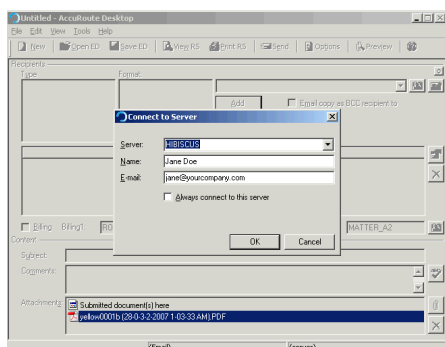 Untitled - AccuRoute Desktop
File Edit View Tools Help
New Open ED Save ED View RS Print RS Send Options Preview
Recipients
Type Format
Add Email copy as BCC recipient to
Connect to Server
Server: HIBISCUS
Name: Jane Doe
E-mail: jane@yourcompany.com
Always connect to this server
OK Cancel
Billing Billing1: MATTER_A2
Content
Subject:
Comments:
Attachments: Submitted document(s) here
yellow0001b (28-0-3-2-2007 1-03-33 AM).PDF
(Email) (server)